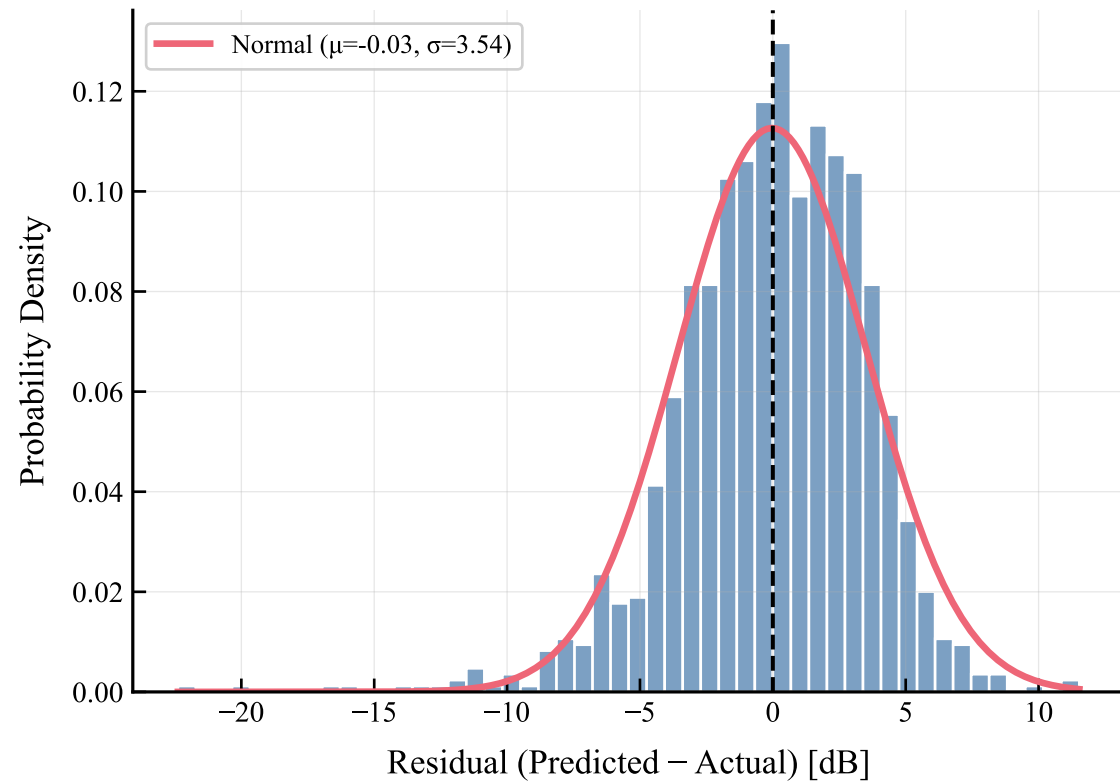 Normal (μ=-0.03, σ=3.54)
Probability Density
0.12
0.10
0.08
0.06
0.04
0.02
0.00
−20 −15 −10 −5 0 5 10
Residual (Predicted − Actual) [dB]